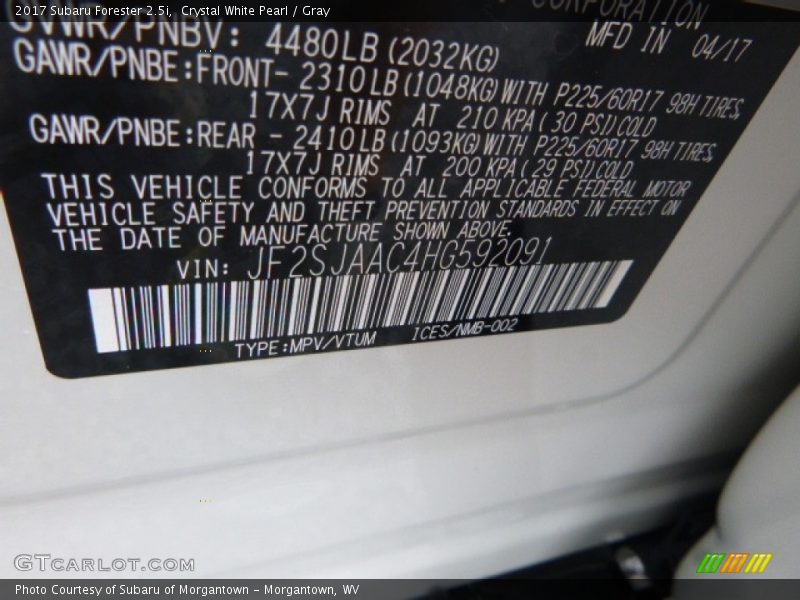 2017 Subaru Forester 2.5i, Crystal White Pearl / Gray
CORPORATION
GVWR/PNBV: 4480LB (2032KG) MFD IN 04/17
GAWR/PNBE:FRONT- 2310LB (1048KG) WITH P225/60R17 98H TIRES,
17X7J RIMS AT 210 KPA ( 30 PSI) COLD
GAWR/PNBE:REAR - 2410LB (1093KG) WITH P225/60R17 98H TIRES,
17X7J RIMS AT 200 KPA ( 29 PSI) COLD
THIS VEHICLE CONFORMS TO ALL APPLICABLE FEDERAL MOTOR
VEHICLE SAFETY AND THEFT PREVENTION STANDARDS IN EFFECT ON
THE DATE OF MANUFACTURE SHOWN ABOVE.
VIN: JF2SJAAC4HG592091
TYPE:MPV/VTUM ICES/NMB-002
GTCARLOT.COM
Photo Courtesy of Subaru of Morgantown - Morgantown, WV